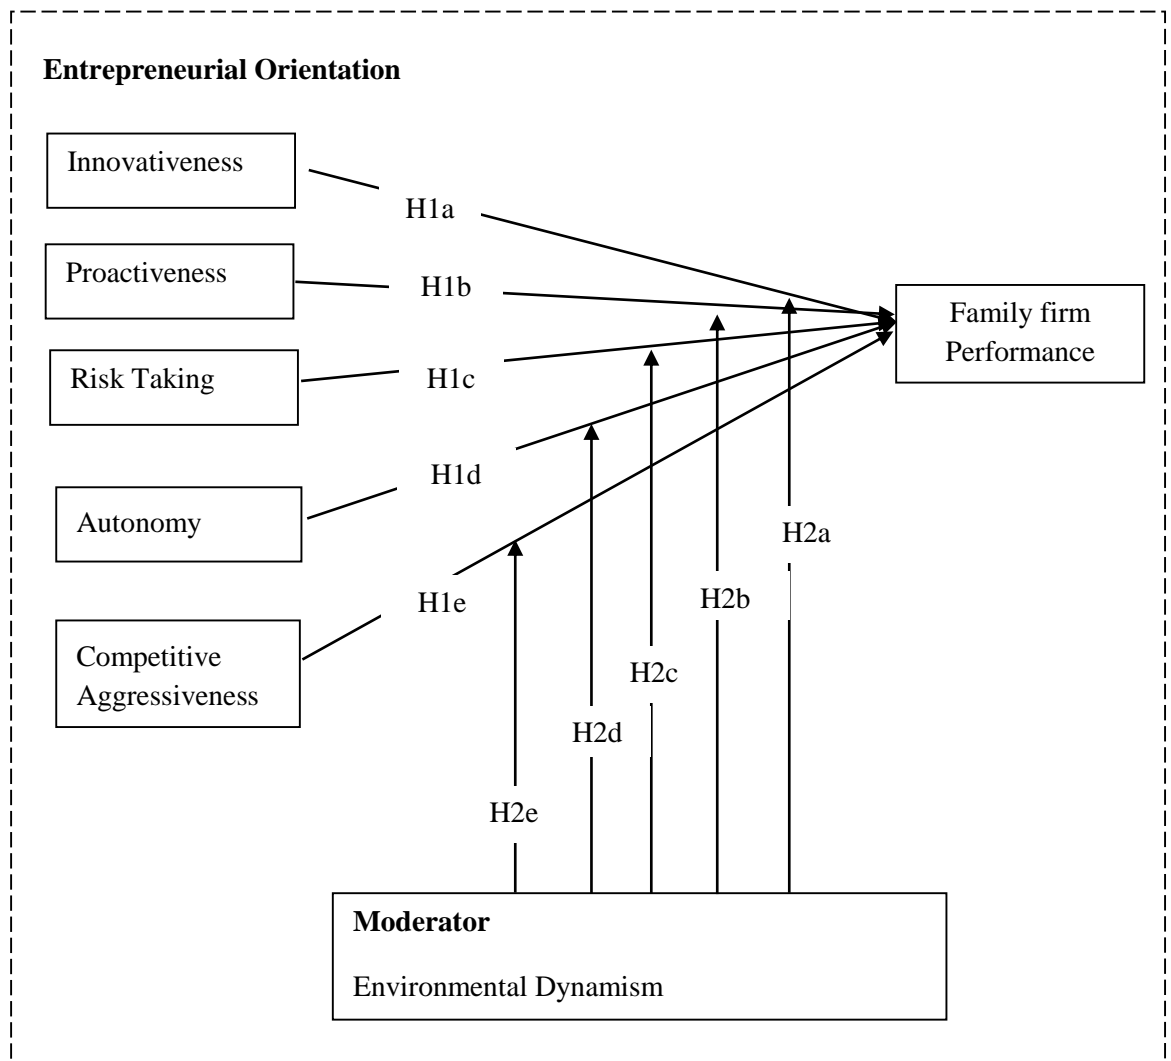 Entrepreneurial Orientation
Innovativeness
H1a
Proactiveness
H1b
Family firm
Performance
Risk Taking
H1c
H1d
Autonomy
H2a
H2b
H1e
Competitive
Aggressiveness
H2c
H2d
H2e
Moderator
Environmental Dynamism